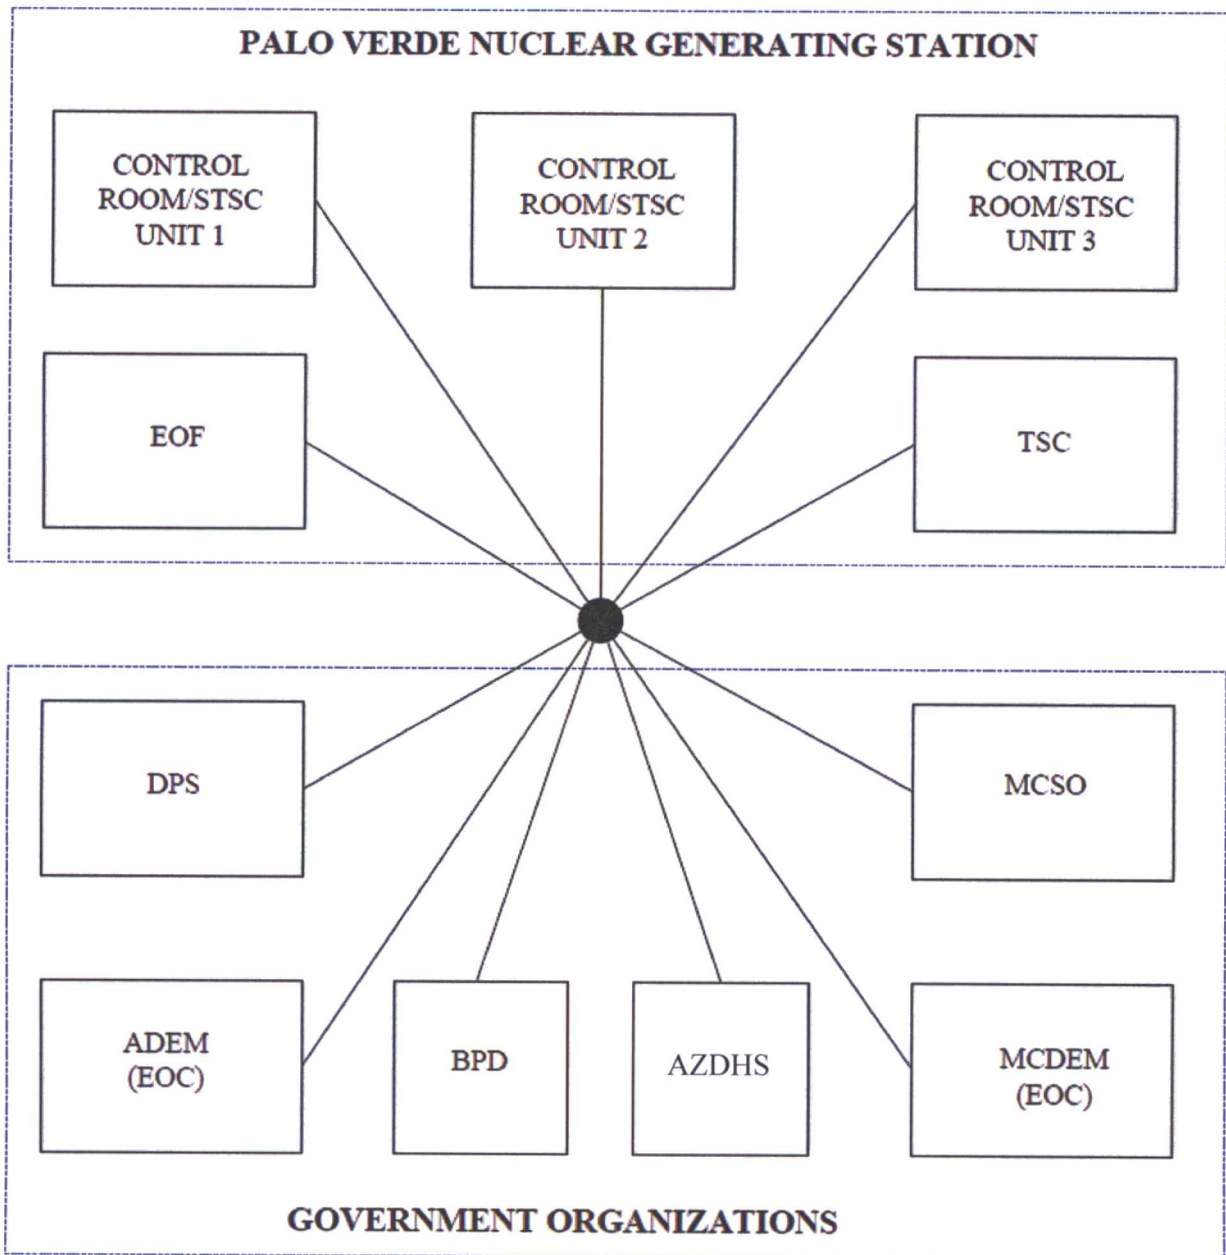 PALO VERDE NUCLEAR GENERATING STATION
CONTROL
ROOM/STSC
UNIT 1
CONTROL
ROOM/STSC
UNIT 2
CONTROL
ROOM/STSC
UNIT 3
EOF
TSC
DPS
MCSO
ADEM
(EOC)
BPD
AZDHS
MCDEM
(EOC)
GOVERNMENT ORGANIZATIONS